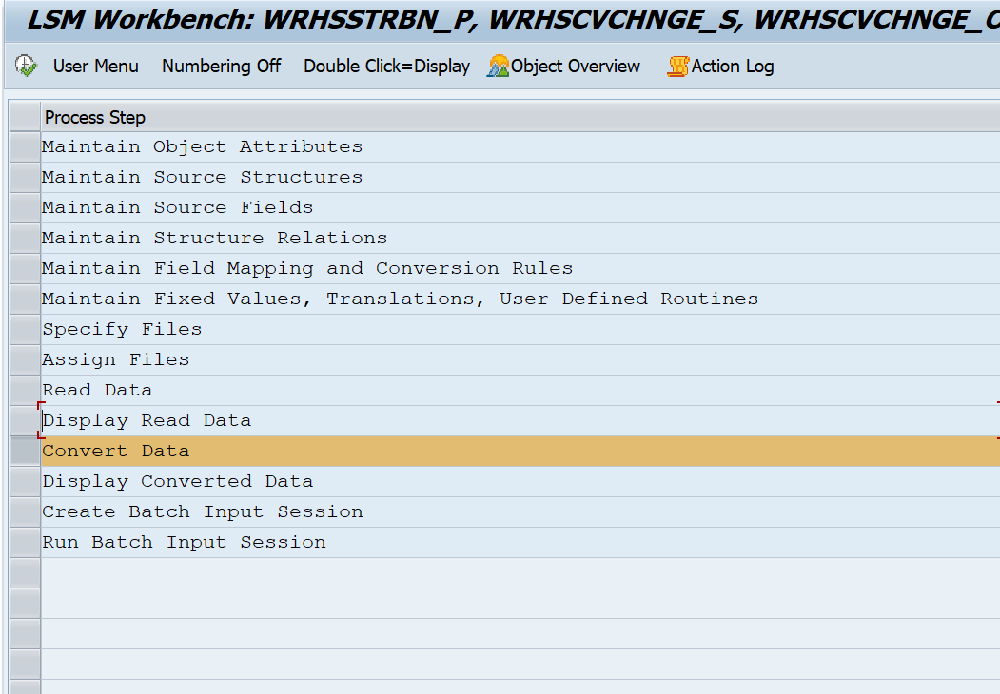 LSM Workbench: WRHSSTRBN_P, WRHSCVCHNGE_S, WRHSCVCHNGE_O
User Menu Numbering Off Double Click=Display Object Overview Action Log
Process Step
Maintain Object Attributes
Maintain Source Structures
Maintain Source Fields
Maintain Structure Relations
Maintain Field Mapping and Conversion Rules
Maintain Fixed Values, Translations, User-Defined Routines
Specify Files
Assign Files
Read Data
Display Read Data
Convert Data
Display Converted Data
Create Batch Input Session
Run Batch Input Session